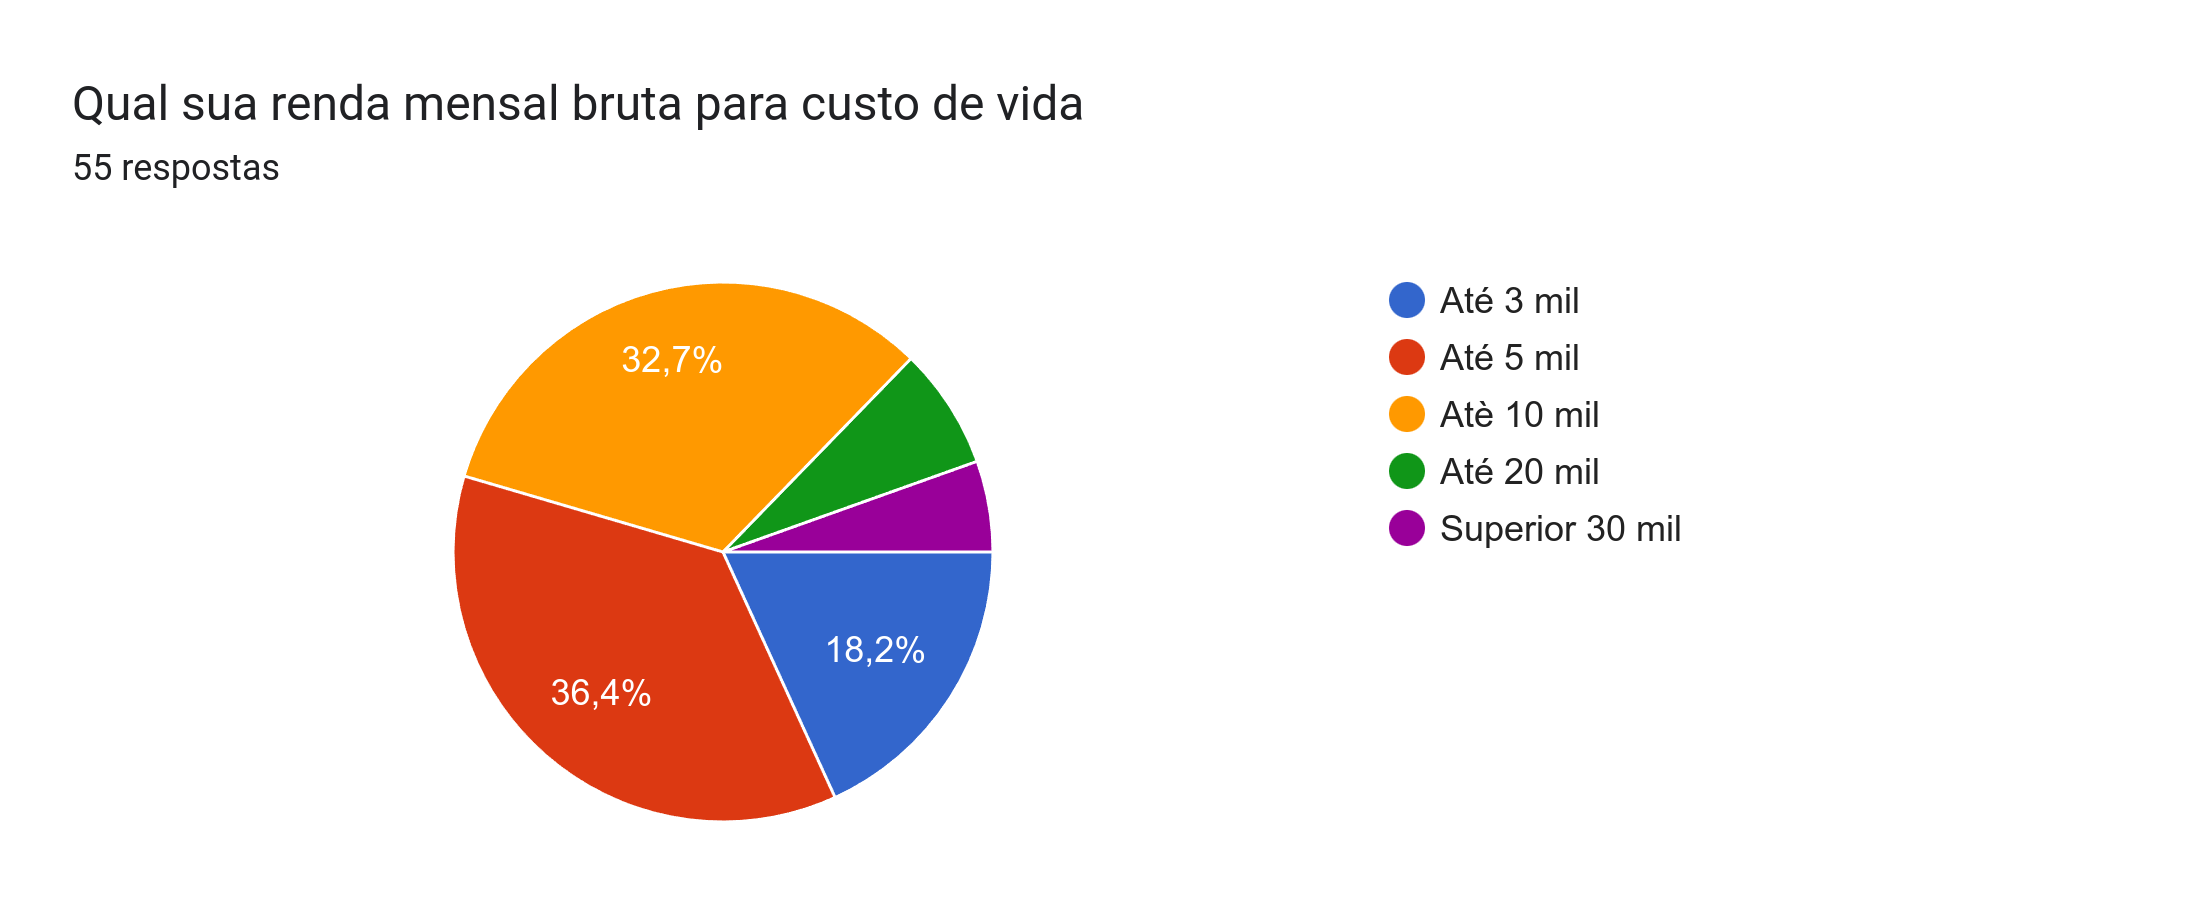 Qual sua renda mensal bruta para custo de vida
55 respostas
32,7%
18,2%
36,4%
Até 3 mil
Até 5 mil
Atè 10 mil
Até 20 mil
Superior 30 mil